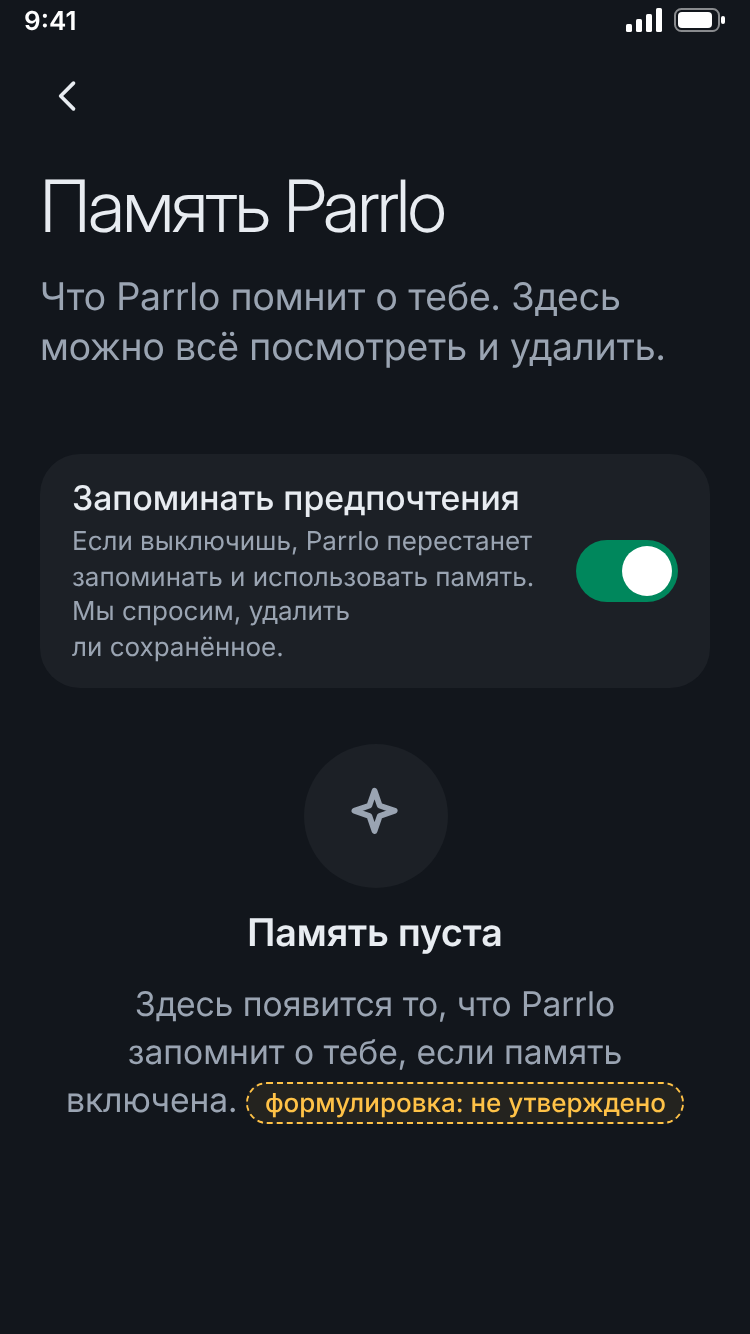 9:41
Память Parrlo
Что Parrlo помнит о тебе. Здесь
можно всё посмотреть и удалить.
Запоминать предпочтения
Если выключишь, Parrlo перестанет
запоминать и использовать память.
Мы спросим, удалить
ли сохранённое.
Память пуста
Здесь появится то, что Parrlo
запомнит о тебе, если память
включена. формулировка: не утверждено